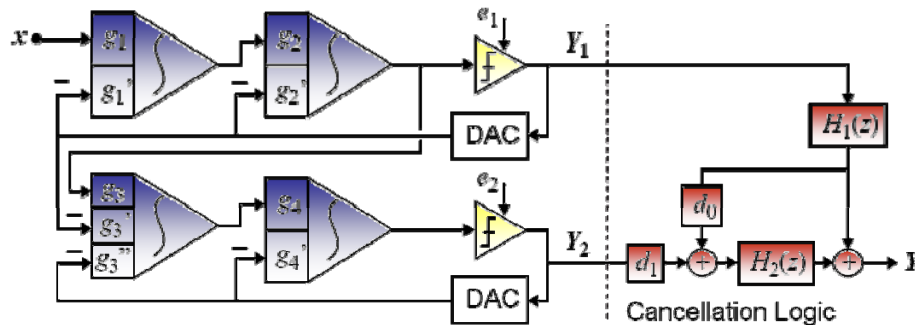 x
g1
g1'
g2
g2'
e1
Y1
DAC
H1(z)
g3
g3'
g3"
g4
g4'
e2
Y2
DAC
d0
d1
H2(z)
Y
Cancellation Logic